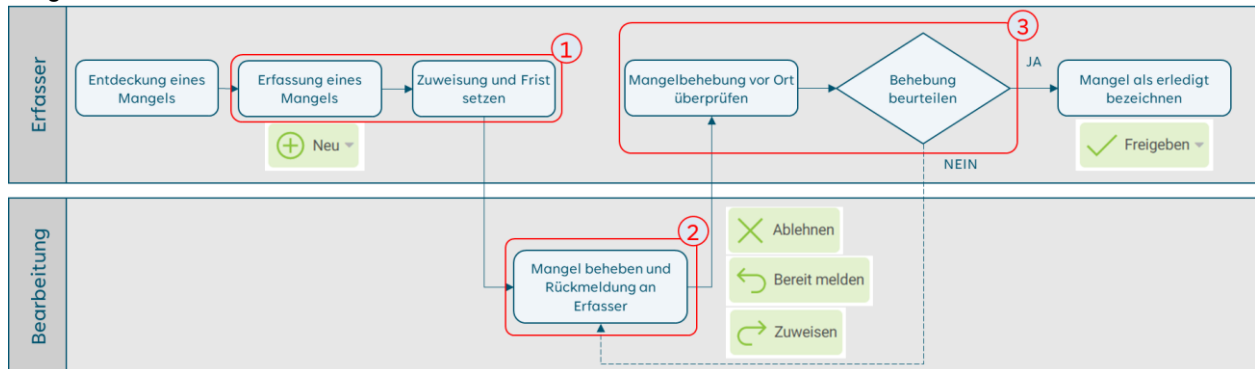 Erfasser
Entdeckung eines
Mangels
1
Erfassung eines
Mangels
Zuweisung und Frist
setzen
Neu
3
Mangelbehebung vor Ort
überprüfen
Behebung
beurteilen
JA
NEIN
Mangel als erledigt
bezeichnen
Freigeben
Bearbeitung
2
Mangel beheben und
Rückmeldung an
Erfasser
Ablehnen
Bereit melden
Zuweisen